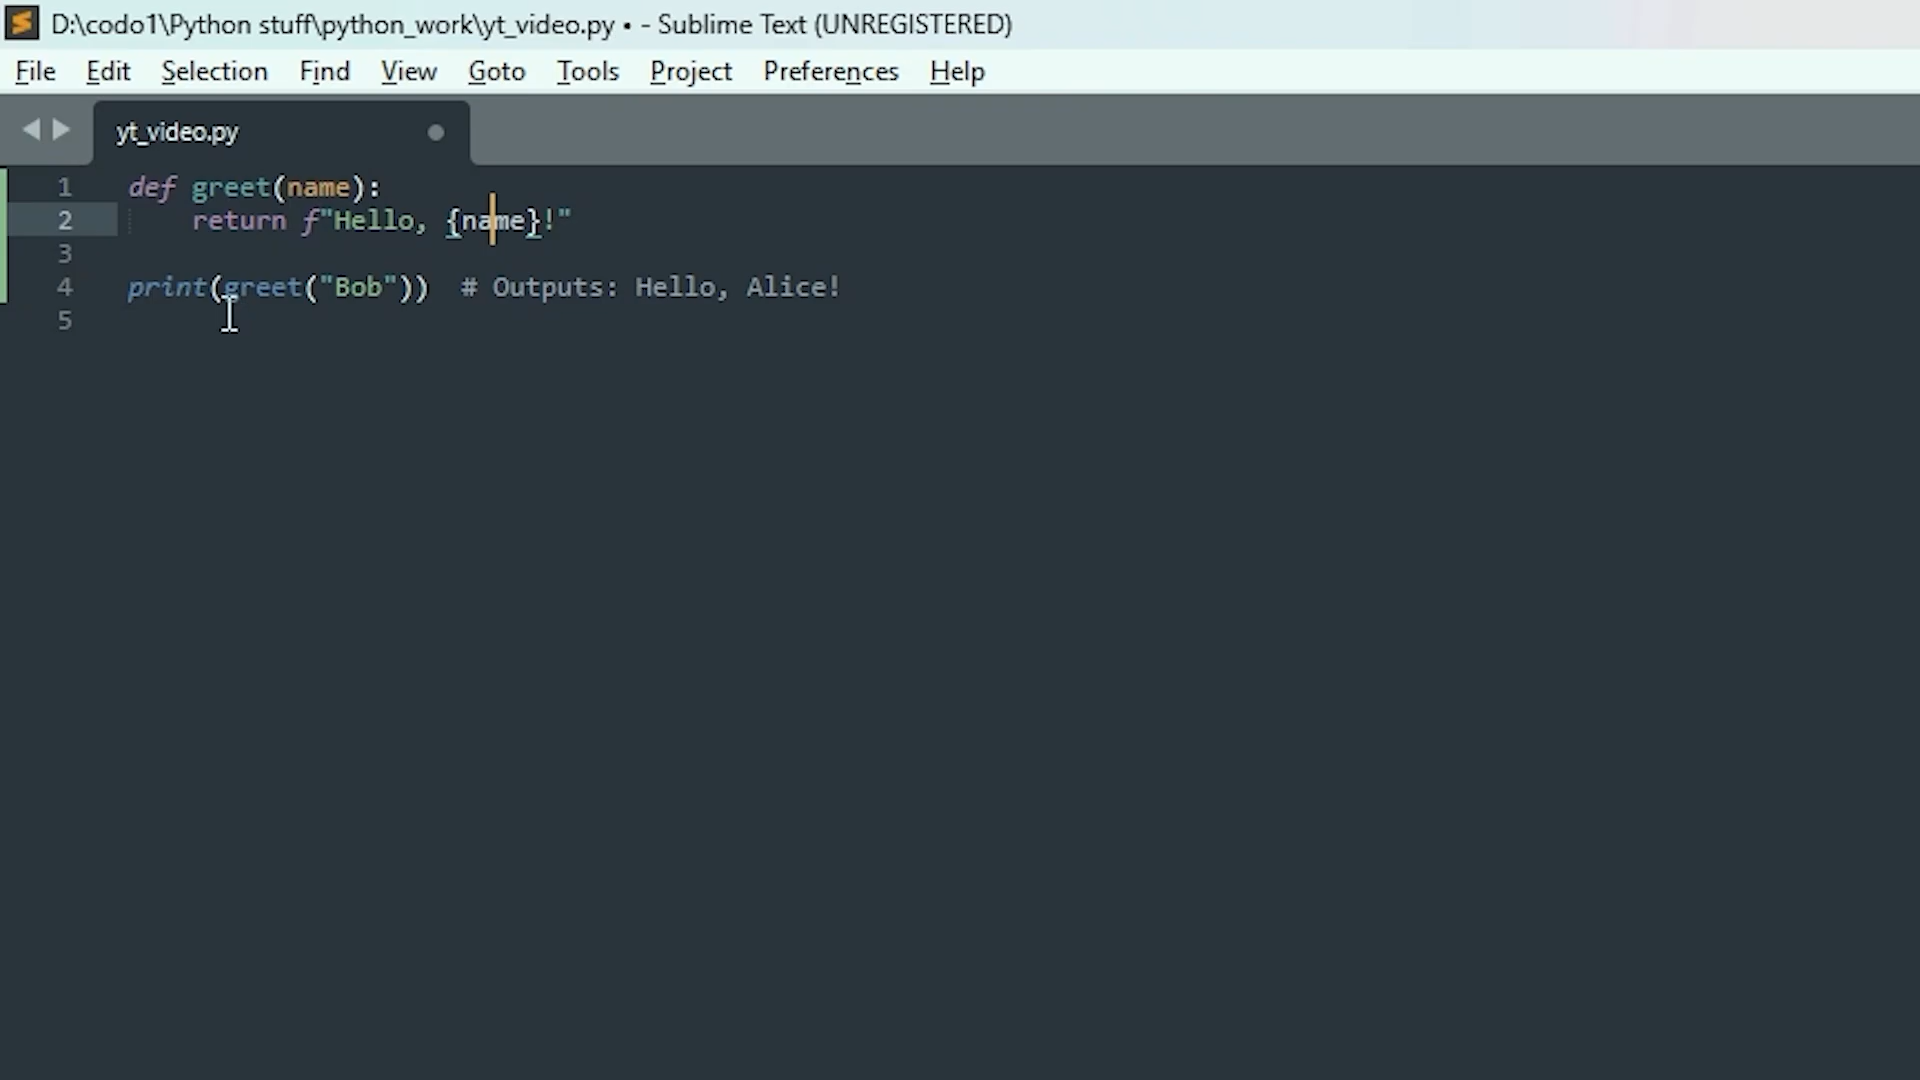 D:\codo1\Python stuff\python_work\yt_video.py • - Sublime Text (UNREGISTERED)
File Edit Selection Find View Goto Tools Project Preferences Help
yt_video.py
1 def greet(name):
2     return f"Hello, {name}!"
3
4 print(greet("Bob"))  # Outputs: Hello, Alice!
5